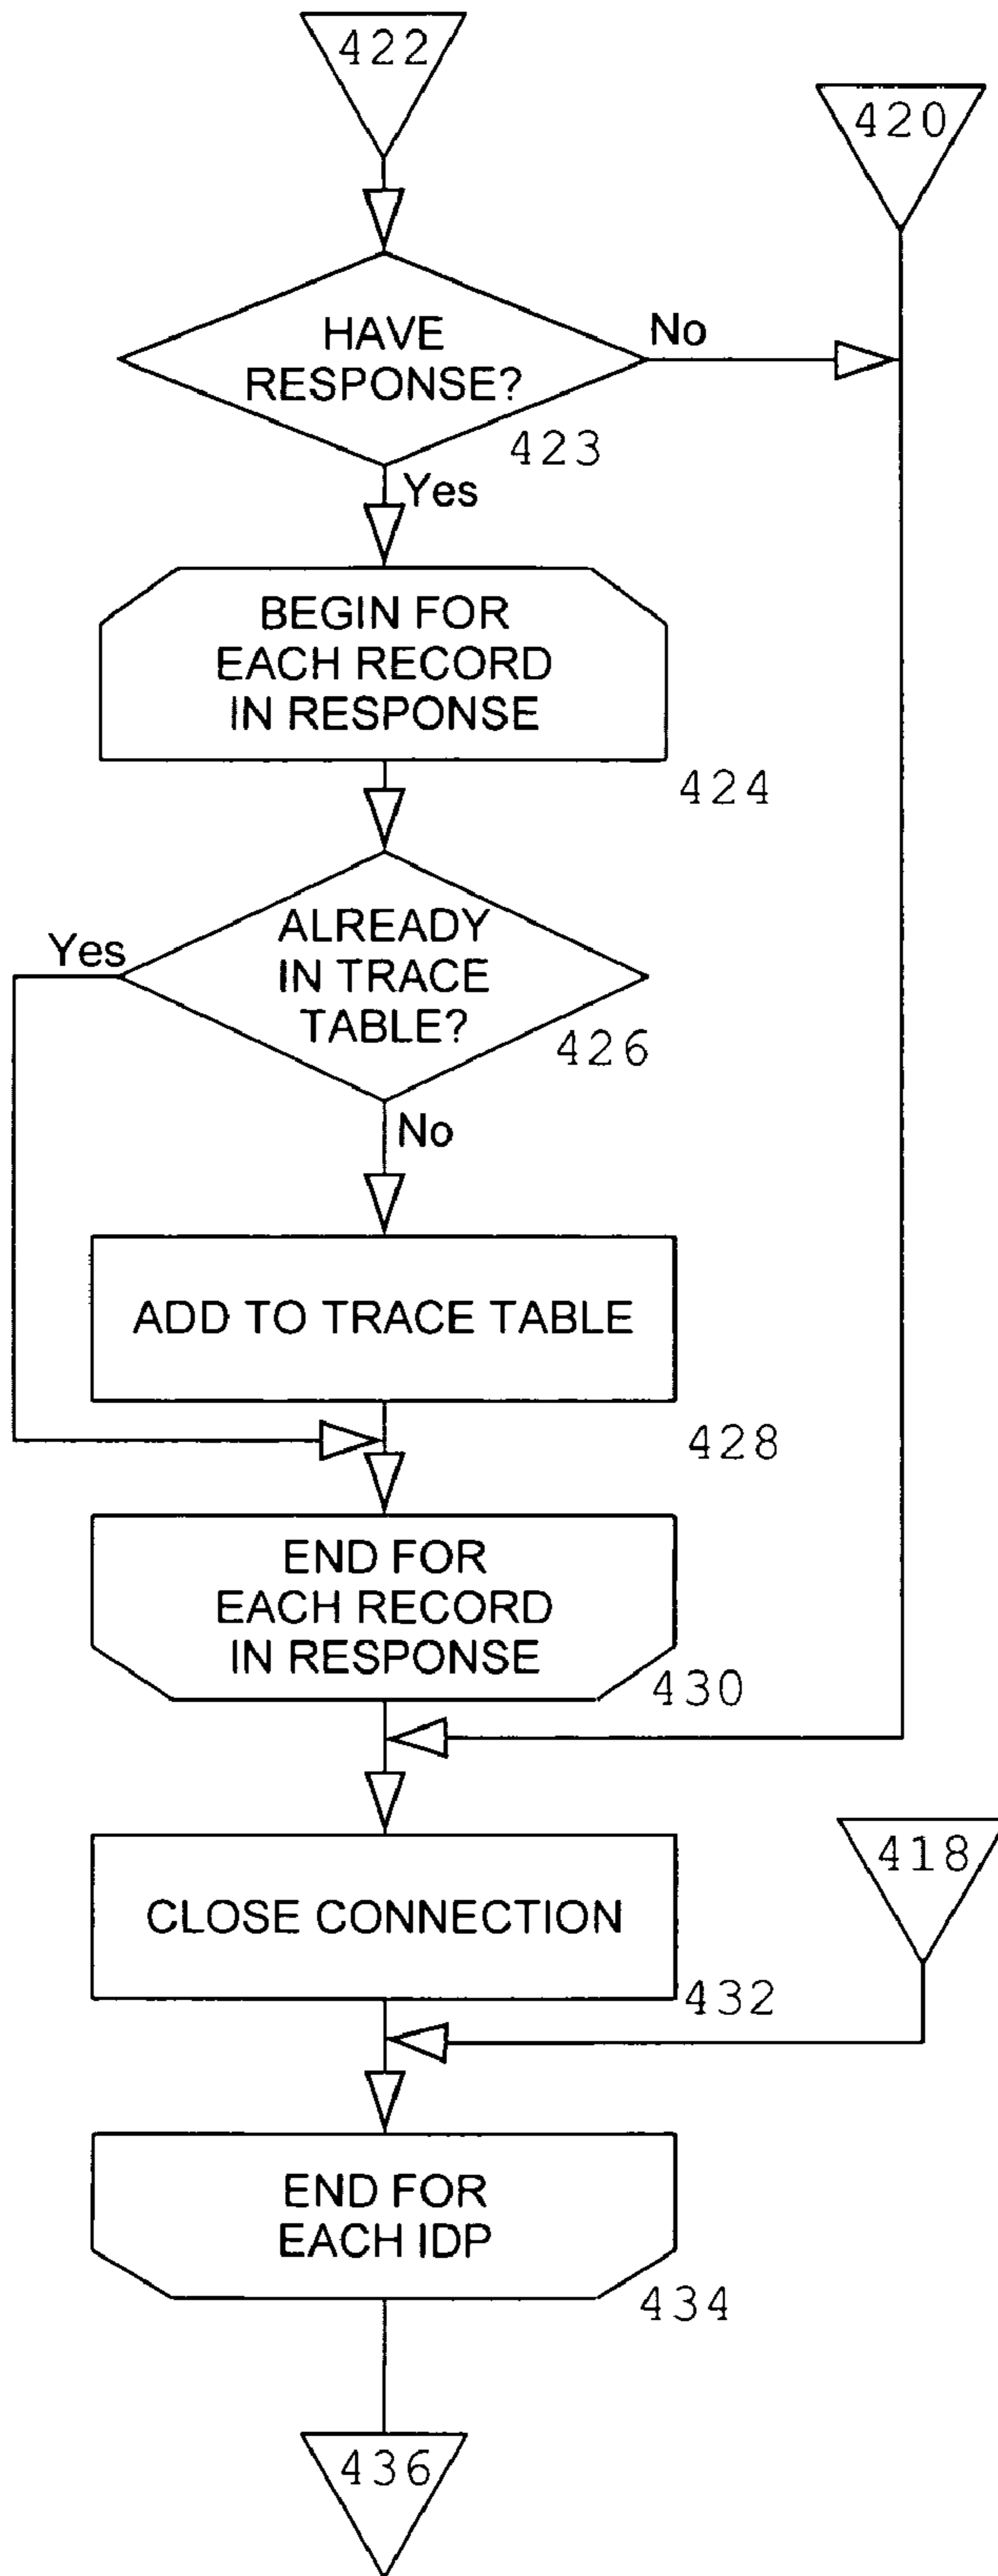 422
420
HAVE
RESPONSE?
No
423
Yes
BEGIN FOR
EACH RECORD
IN RESPONSE
424
ALREADY
IN TRACE
TABLE?
Yes
426
No
ADD TO TRACE TABLE
428
END FOR
EACH RECORD
IN RESPONSE
430
418
CLOSE CONNECTION
432
END FOR
EACH IDP
434
436